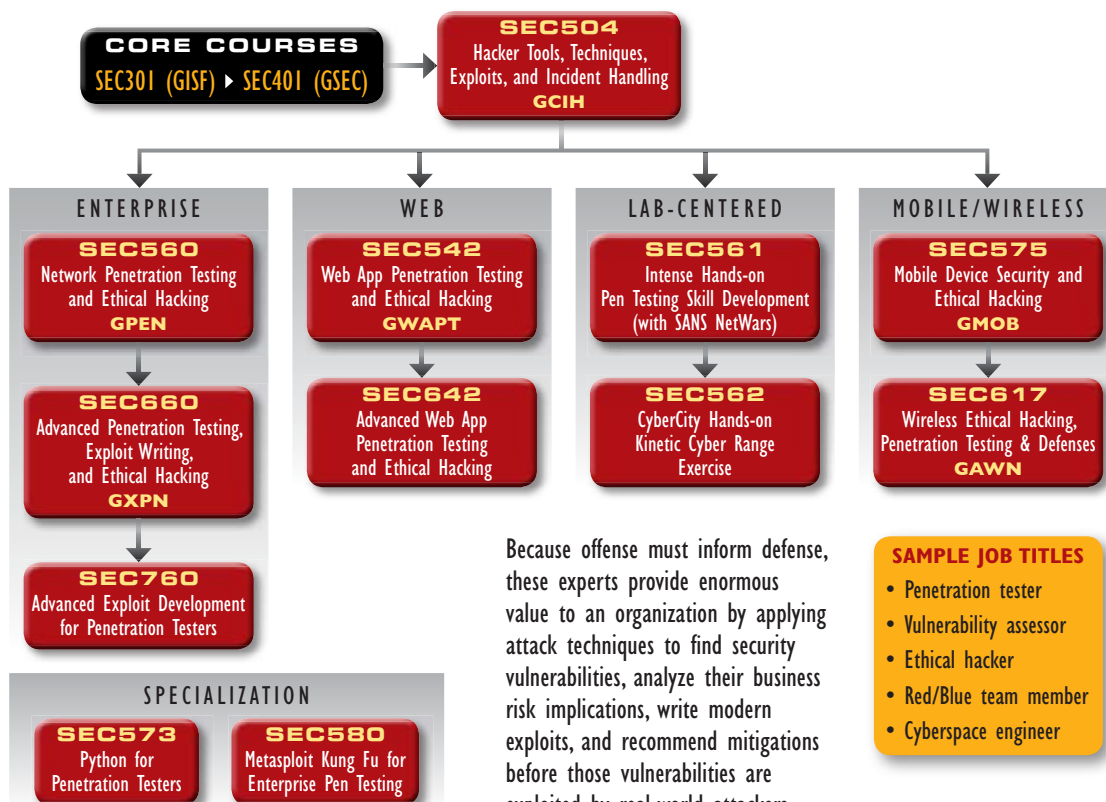 CORE COURSES
SEC301 (GISF) ▸ SEC401 (GSEC)
SEC504
Hacker Tools, Techniques,
Exploits, and Incident Handling
GCIH
ENTERPRISE
SEC560
Network Penetration Testing
and Ethical Hacking
GPEN
SEC660
Advanced Penetration Testing,
Exploit Writing,
and Ethical Hacking
GXPN
SEC760
Advanced Exploit Development
for Penetration Testers
WEB
SEC542
Web App Penetration Testing
and Ethical Hacking
GWAPT
SEC642
Advanced Web App
Penetration Testing
and Ethical Hacking
LAB-CENTERED
SEC561
Intense Hands-on
Pen Testing Skill Development
(with SANS NetWars)
SEC562
CyberCity Hands-on
Kinetic Cyber Range
Exercise
MOBILE/WIRELESS
SEC575
Mobile Device Security and
Ethical Hacking
GMOB
SEC617
Wireless Ethical Hacking,
Penetration Testing & Defenses
GAWN
SPECIALIZATION
SEC573
Python for
Penetration Testers
SEC580
Metasploit Kung Fu for
Enterprise Pen Testing
Because offense must inform defense,
these experts provide enormous
value to an organization by applying
attack techniques to find security
vulnerabilities, analyze their business
risk implications, write modern
exploits, and recommend mitigations
before those vulnerabilities are
exploited by real-world attackers
SAMPLE JOB TITLES
• Penetration tester
• Vulnerability assessor
• Ethical hacker
• Red/Blue team member
• Cyberspace engineer